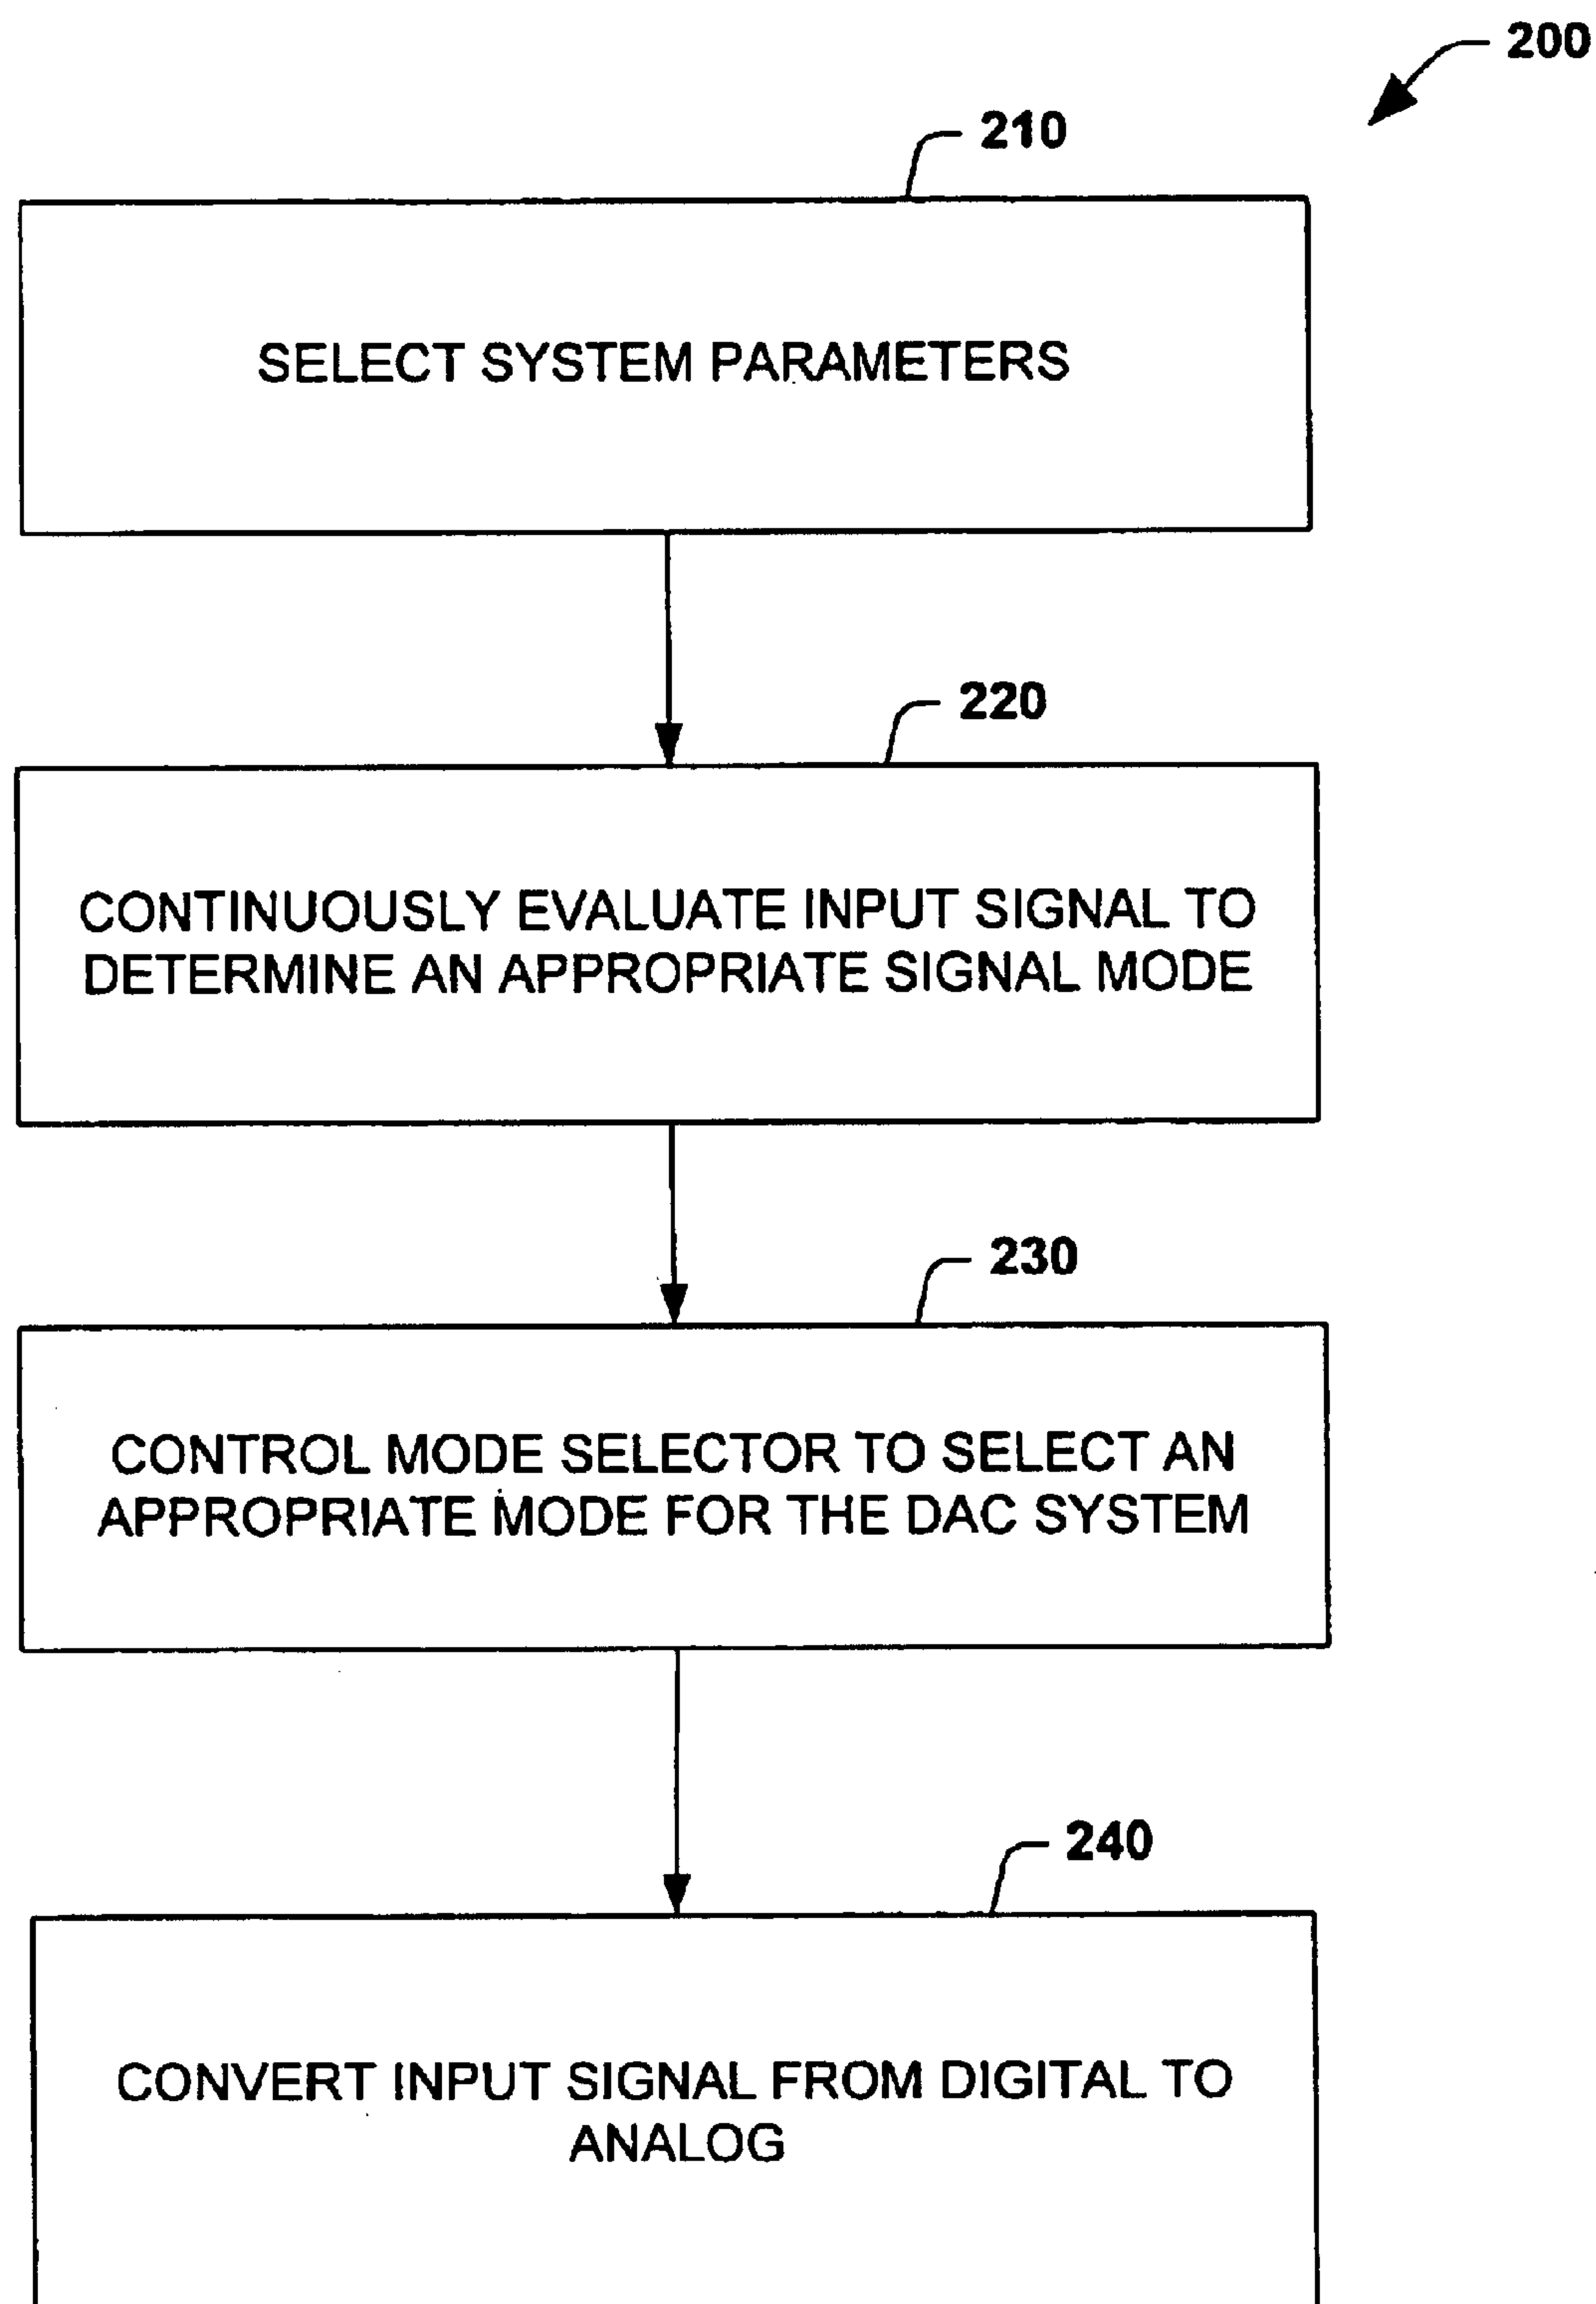 200
210
SELECT SYSTEM PARAMETERS
220
CONTINUOUSLY EVALUATE INPUT SIGNAL TO
DETERMINE AN APPROPRIATE SIGNAL MODE
230
CONTROL MODE SELECTOR TO SELECT AN
APPROPRIATE MODE FOR THE DAC SYSTEM
240
CONVERT INPUT SIGNAL FROM DIGITAL TO
ANALOG